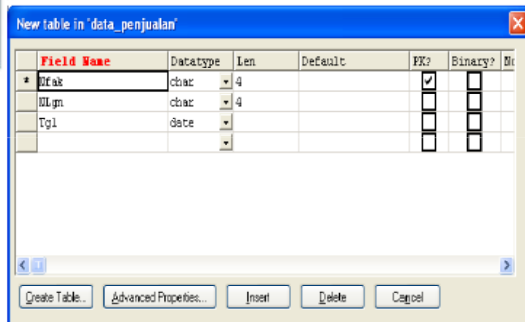 New table in 'data_penjualan'
Field Name Datatype Len Default PK? Binary?
* Nfak char 4
NLgn char 4
Tgl date
Create Table.. Advanced Properties... Insert Delete Cancel